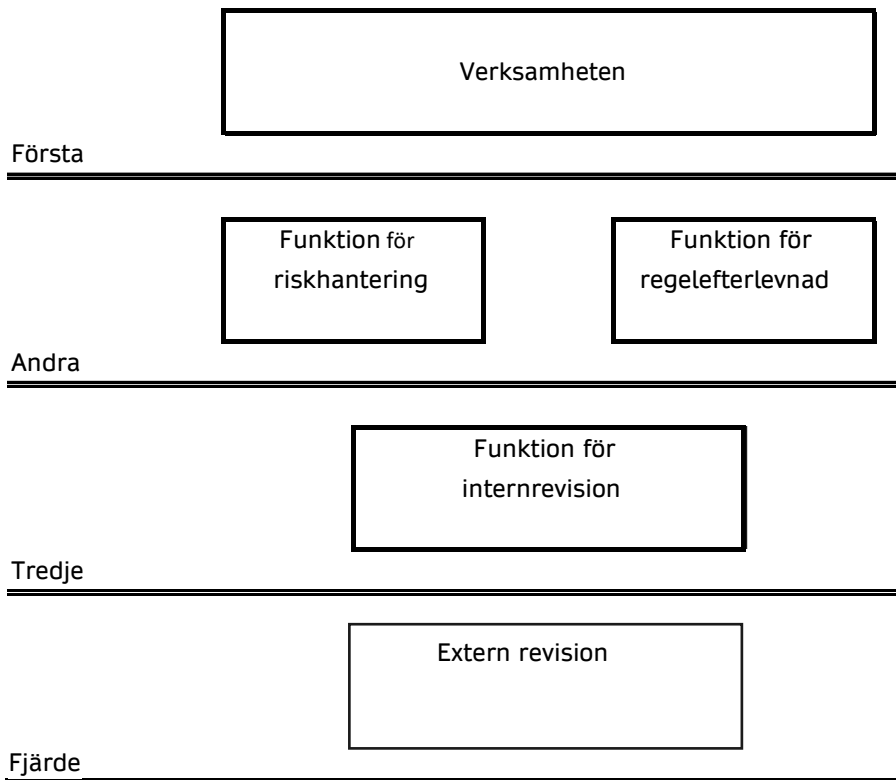 Verksamheten
Första
Funktion för
riskhantering
Funktion för
regelefterlevnad
Andra
Funktion för
internrevision
Tredje
Extern revision
Fjärde